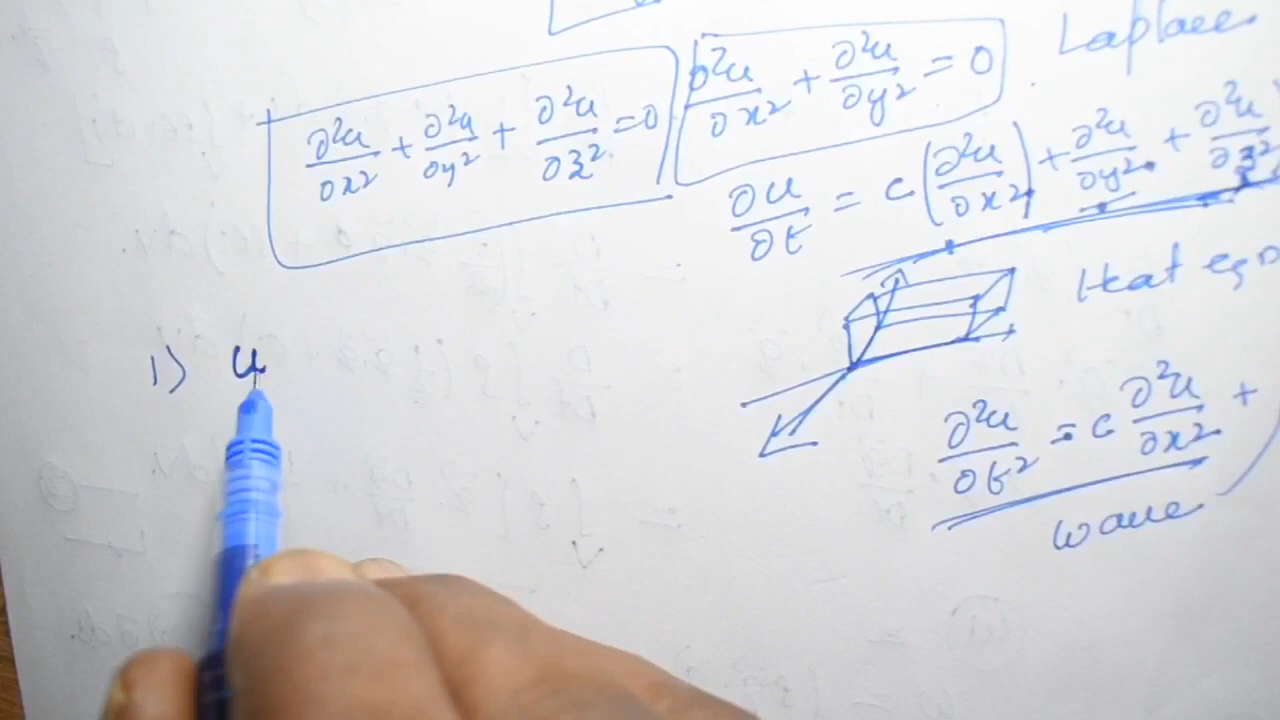 ∂²u/∂x² + ∂²u/∂y² + ∂²u/∂z² = 0
∂²u/∂x² + ∂²u/∂y² = 0
Laplace
∂u/∂t = c(∂²u/∂x²) + ∂²u/∂y² + ∂²u/∂z²
Heat eqn
∂²u/∂t² = c ∂²u/∂x² +
wave
1) u